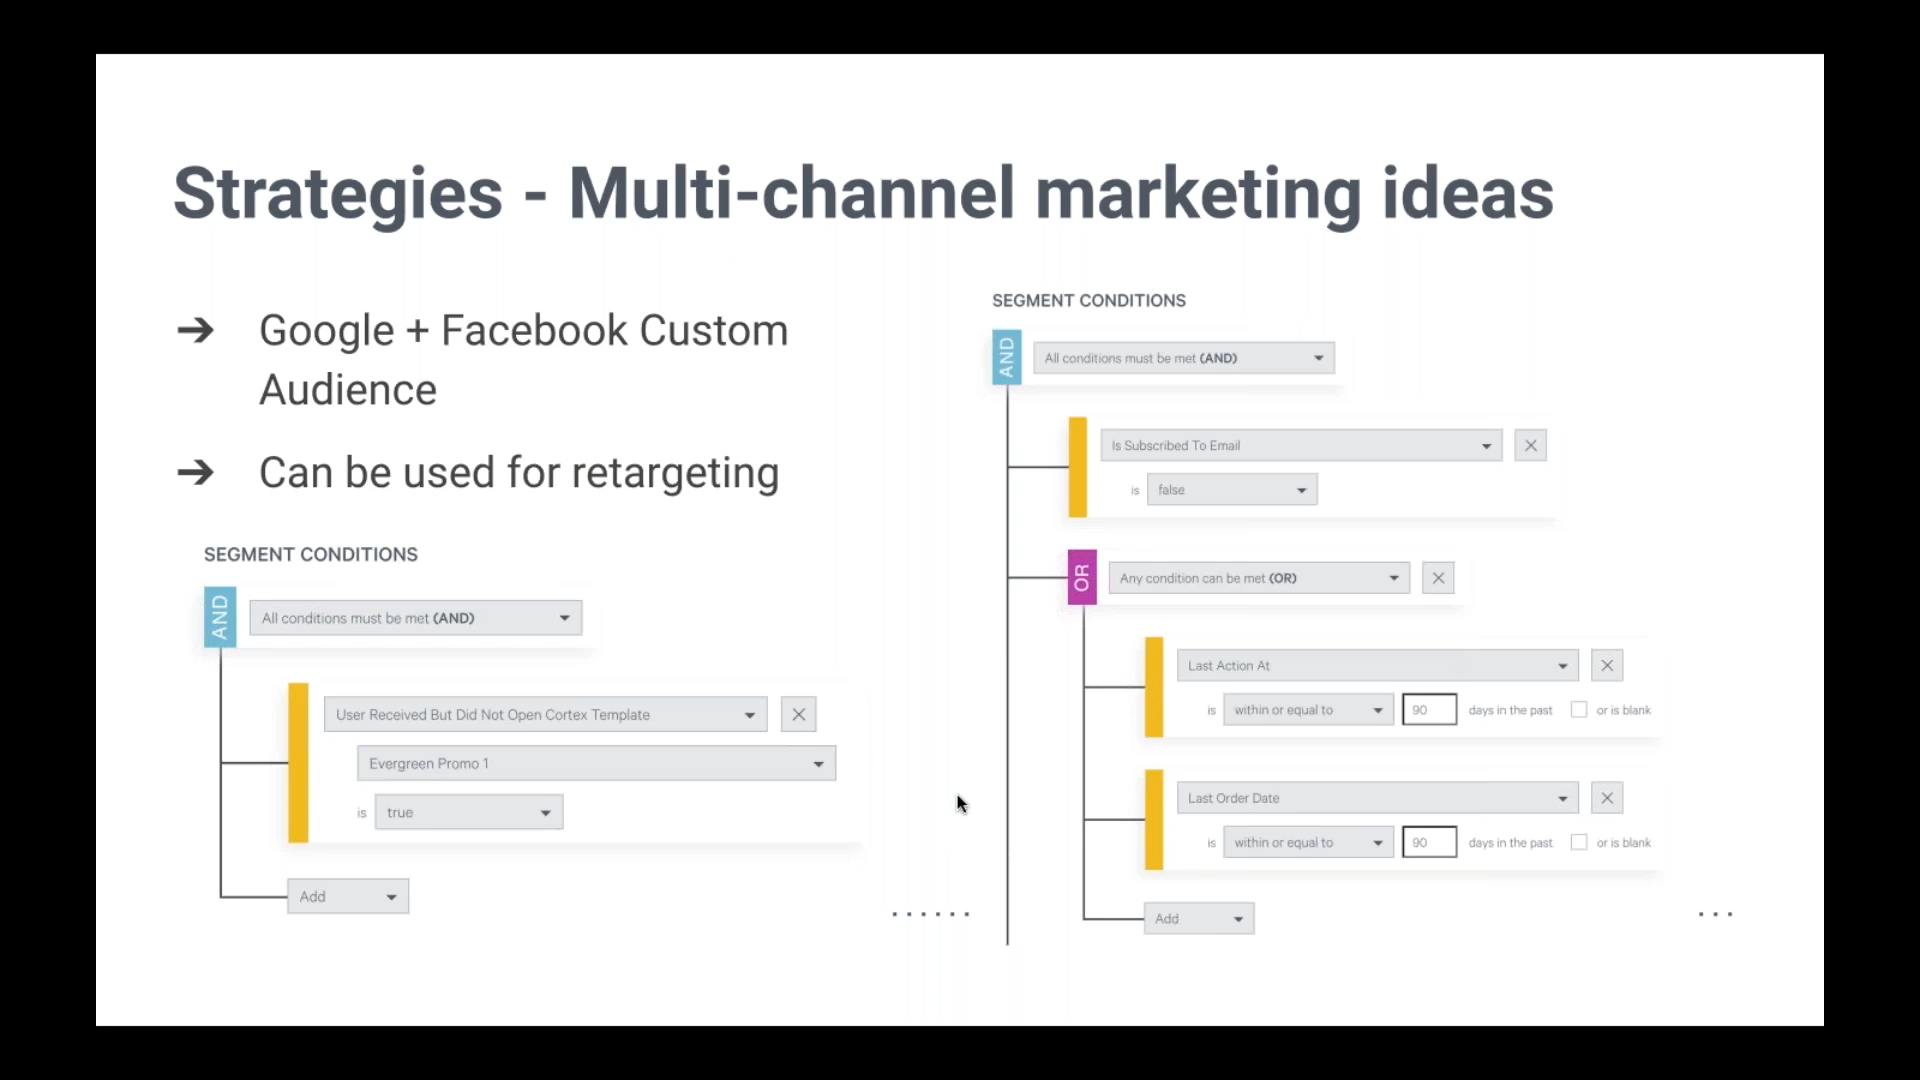 Strategies - Multi-channel marketing ideas
➔ Google + Facebook Custom
Audience
➔ Can be used for retargeting
SEGMENT CONDITIONS
AND
All conditions must be met (AND)
User Received But Did Not Open Cortex Template
Evergreen Promo 1
is true
Add
SEGMENT CONDITIONS
AND
All conditions must be met (AND)
Is Subscribed To Email
is false
OR
Any condition can be met (OR)
Last Action At
is within or equal to 90 days in the past or is blank
Last Order Date
is within or equal to 90 days in the past or is blank
Add